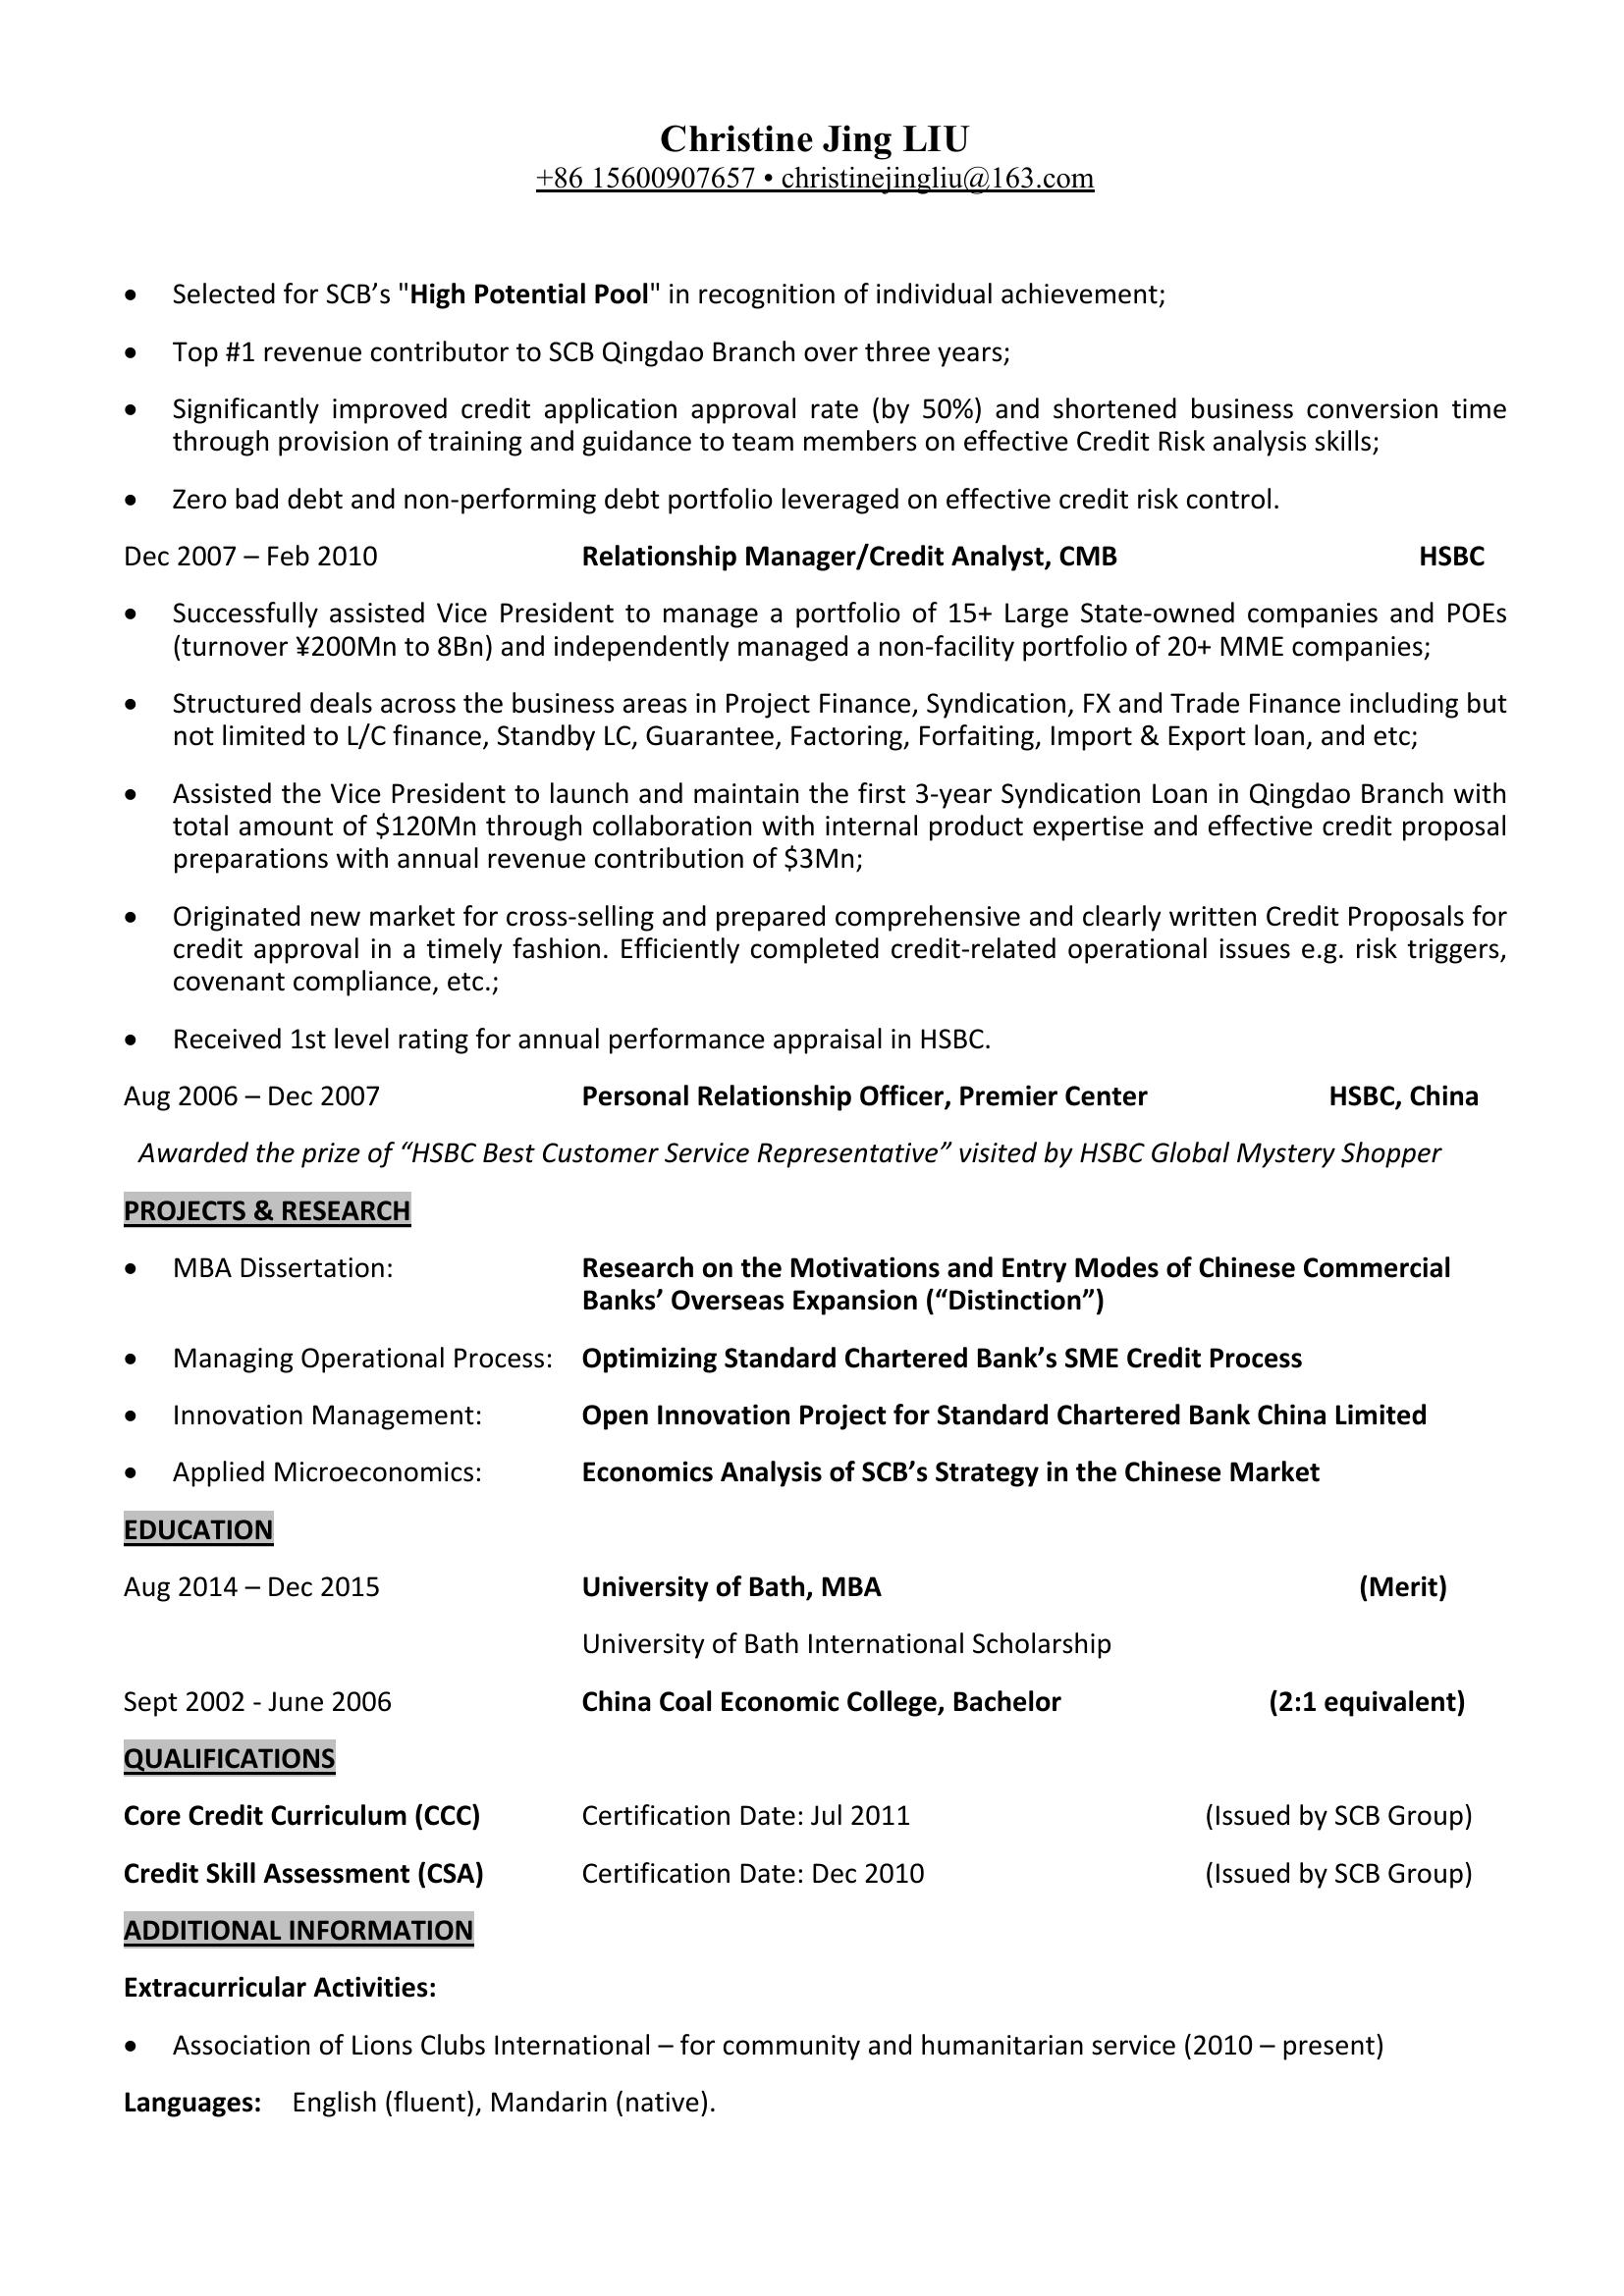 Christine Jing LIU
+86 15600907657 • christinejingliu@163.com
• Selected for SCB’s "High Potential Pool" in recognition of individual achievement;
• Top #1 revenue contributor to SCB Qingdao Branch over three years;
• Significantly improved credit application approval rate (by 50%) and shortened business conversion time
through provision of training and guidance to team members on effective Credit Risk analysis skills;
• Zero bad debt and non-performing debt portfolio leveraged on effective credit risk control.
Dec 2007 – Feb 2010 Relationship Manager/Credit Analyst, CMB HSBC
• Successfully assisted Vice President to manage a portfolio of 15+ Large State-owned companies and POEs
(turnover ¥200Mn to 8Bn) and independently managed a non-facility portfolio of 20+ MME companies;
• Structured deals across the business areas in Project Finance, Syndication, FX and Trade Finance including but
not limited to L/C finance, Standby LC, Guarantee, Factoring, Forfaiting, Import & Export loan, and etc;
• Assisted the Vice President to launch and maintain the first 3-year Syndication Loan in Qingdao Branch with
total amount of $120Mn through collaboration with internal product expertise and effective credit proposal
preparations with annual revenue contribution of $3Mn;
• Originated new market for cross-selling and prepared comprehensive and clearly written Credit Proposals for
credit approval in a timely fashion. Efficiently completed credit-related operational issues e.g. risk triggers,
covenant compliance, etc.;
• Received 1st level rating for annual performance appraisal in HSBC.
Aug 2006 – Dec 2007 Personal Relationship Officer, Premier Center HSBC, China
Awarded the prize of “HSBC Best Customer Service Representative” visited by HSBC Global Mystery Shopper
PROJECTS & RESEARCH
• MBA Dissertation: Research on the Motivations and Entry Modes of Chinese Commercial
Banks’ Overseas Expansion (“Distinction”)
• Managing Operational Process: Optimizing Standard Chartered Bank’s SME Credit Process
• Innovation Management: Open Innovation Project for Standard Chartered Bank China Limited
• Applied Microeconomics: Economics Analysis of SCB’s Strategy in the Chinese Market
EDUCATION
Aug 2014 – Dec 2015 University of Bath, MBA (Merit)
University of Bath International Scholarship
Sept 2002 - June 2006 China Coal Economic College, Bachelor (2:1 equivalent)
QUALIFICATIONS
Core Credit Curriculum (CCC) Certification Date: Jul 2011 (Issued by SCB Group)
Credit Skill Assessment (CSA) Certification Date: Dec 2010 (Issued by SCB Group)
ADDITIONAL INFORMATION
Extracurricular Activities:
• Association of Lions Clubs International – for community and humanitarian service (2010 – present)
Languages: English (fluent), Mandarin (native).